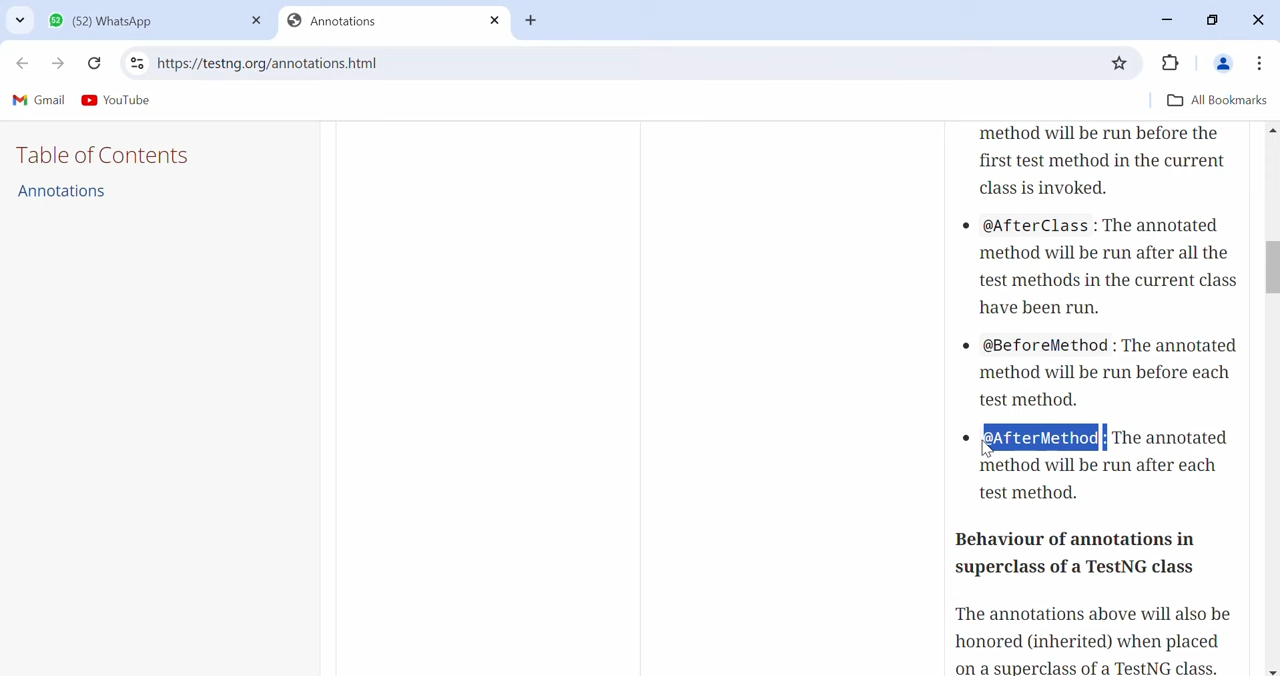 (52) WhatsApp
Annotations
https://testng.org/annotations.html
Gmail
YouTube
All Bookmarks
Table of Contents
Annotations
method will be run before the
first test method in the current
class is invoked.
@AfterClass: The annotated
method will be run after all the
test methods in the current class
have been run.
@BeforeMethod: The annotated
method will be run before each
test method.
@AfterMethod: The annotated
method will be run after each
test method.
Behaviour of annotations in
superclass of a TestNG class
The annotations above will also be
honored (inherited) when placed
on a superclass of a TestNG class.